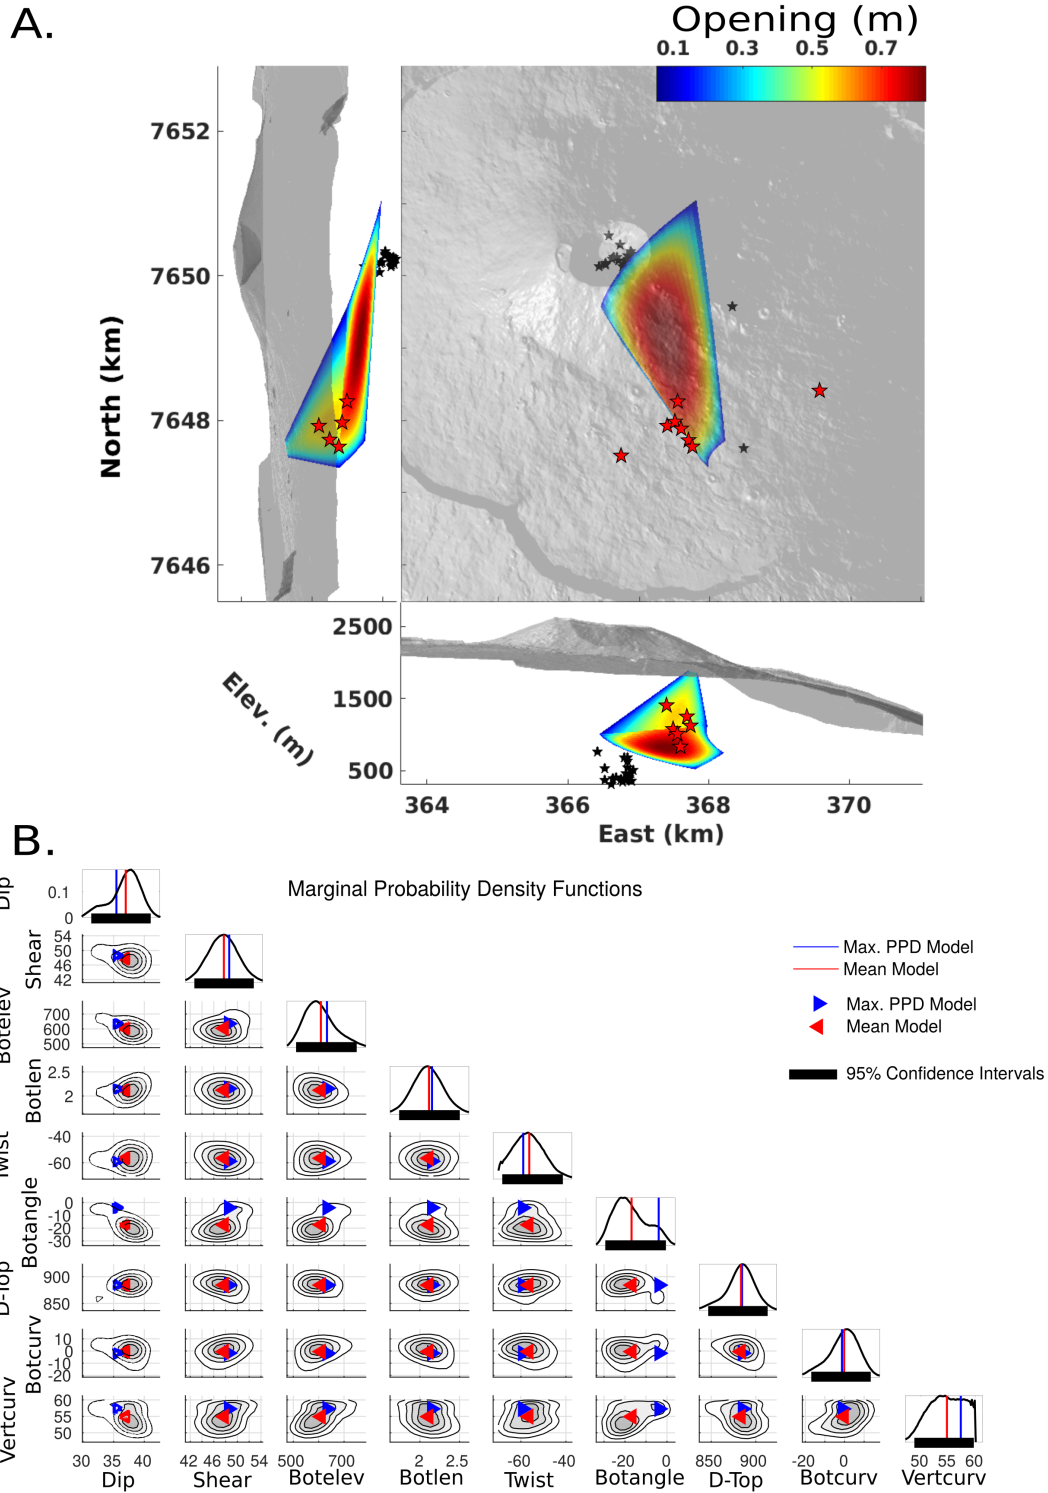 A.
Opening (m)
0.1 0.3 0.5 0.7
7652
7650
7648
7646
North (km)
2500
1500
500
Elev. (m)
364 366 368 370
East (km)
B.
Marginal Probability Density Functions
Max. PPD Model
Mean Model
Max. PPD Model
Mean Model
95% Confidence Intervals
Dip
0.1
0
Shear
54
50
46
42
Botelev
700
600
500
Botlen
2.5
2
Twist
-40
-60
Botangle
0
-10
-20
-30
D-Top
900
850
Botcurv
10
0
-10
-20
Vertcurv
60
55
50
30 35 40 42 46 50 54 500 600 700 2 2.5 -60 -40 -20 0 850 900 -20 0 50 55 60
Dip Shear Botelev Botlen Twist Botangle D-Top Botcurv Vertcurv